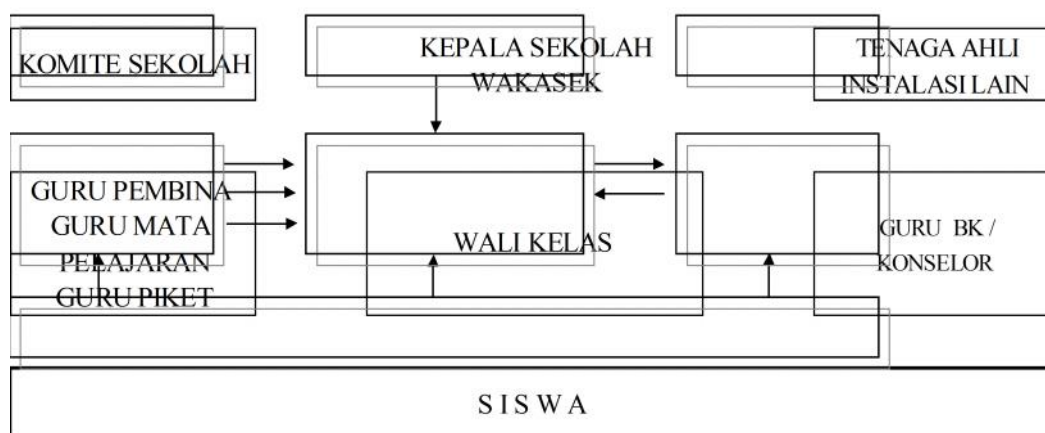 KOMITE SEKOLAH
KEPALA SEKOLAH
WAKASEK
TENAGA AHLI
INSTALASI LAIN
GURU PEMBINA
GURU MATA
PELAJARAN
GURU PIKET
WALI KELAS
GURU BK /
KONSELOR
S I S W A